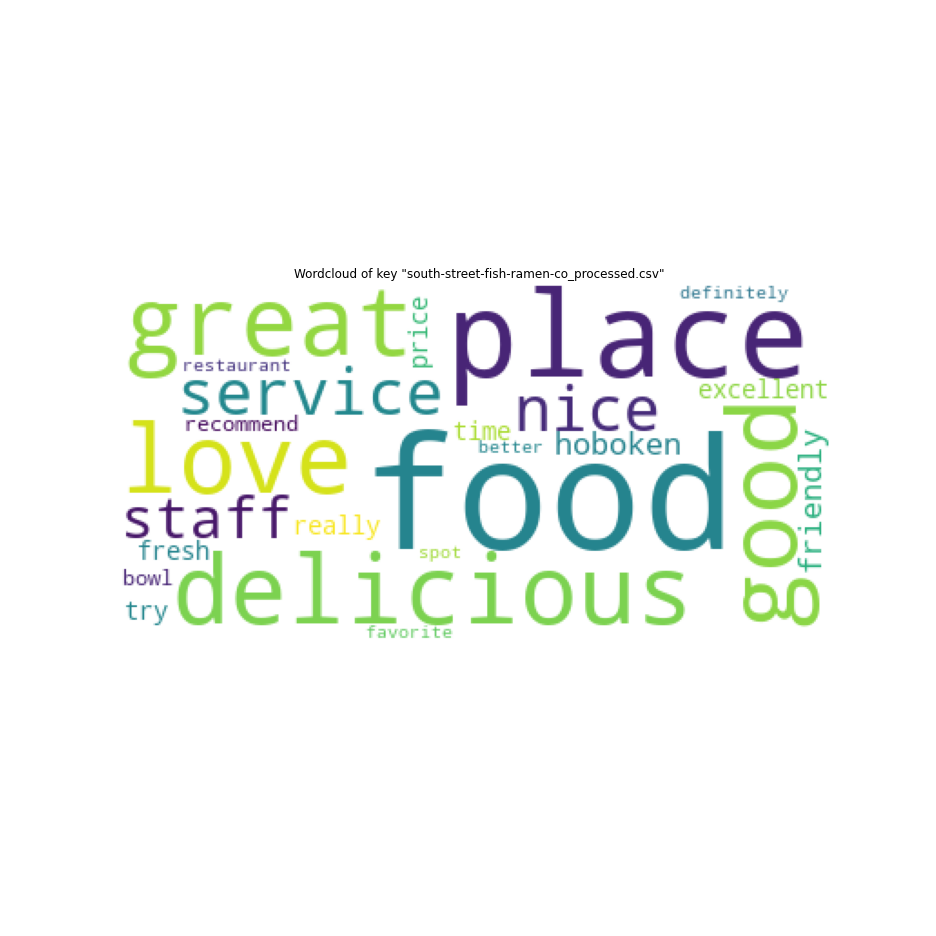 Wordcloud of key "south-street-fish-ramen-co_processed.csv"
great
price
place
definitely
restaurant
service
nice
excellent
recommend
love
time
better
hoboken
food
good
friendly
staff
really
fresh
spot
bowl
delicious
try
favorite